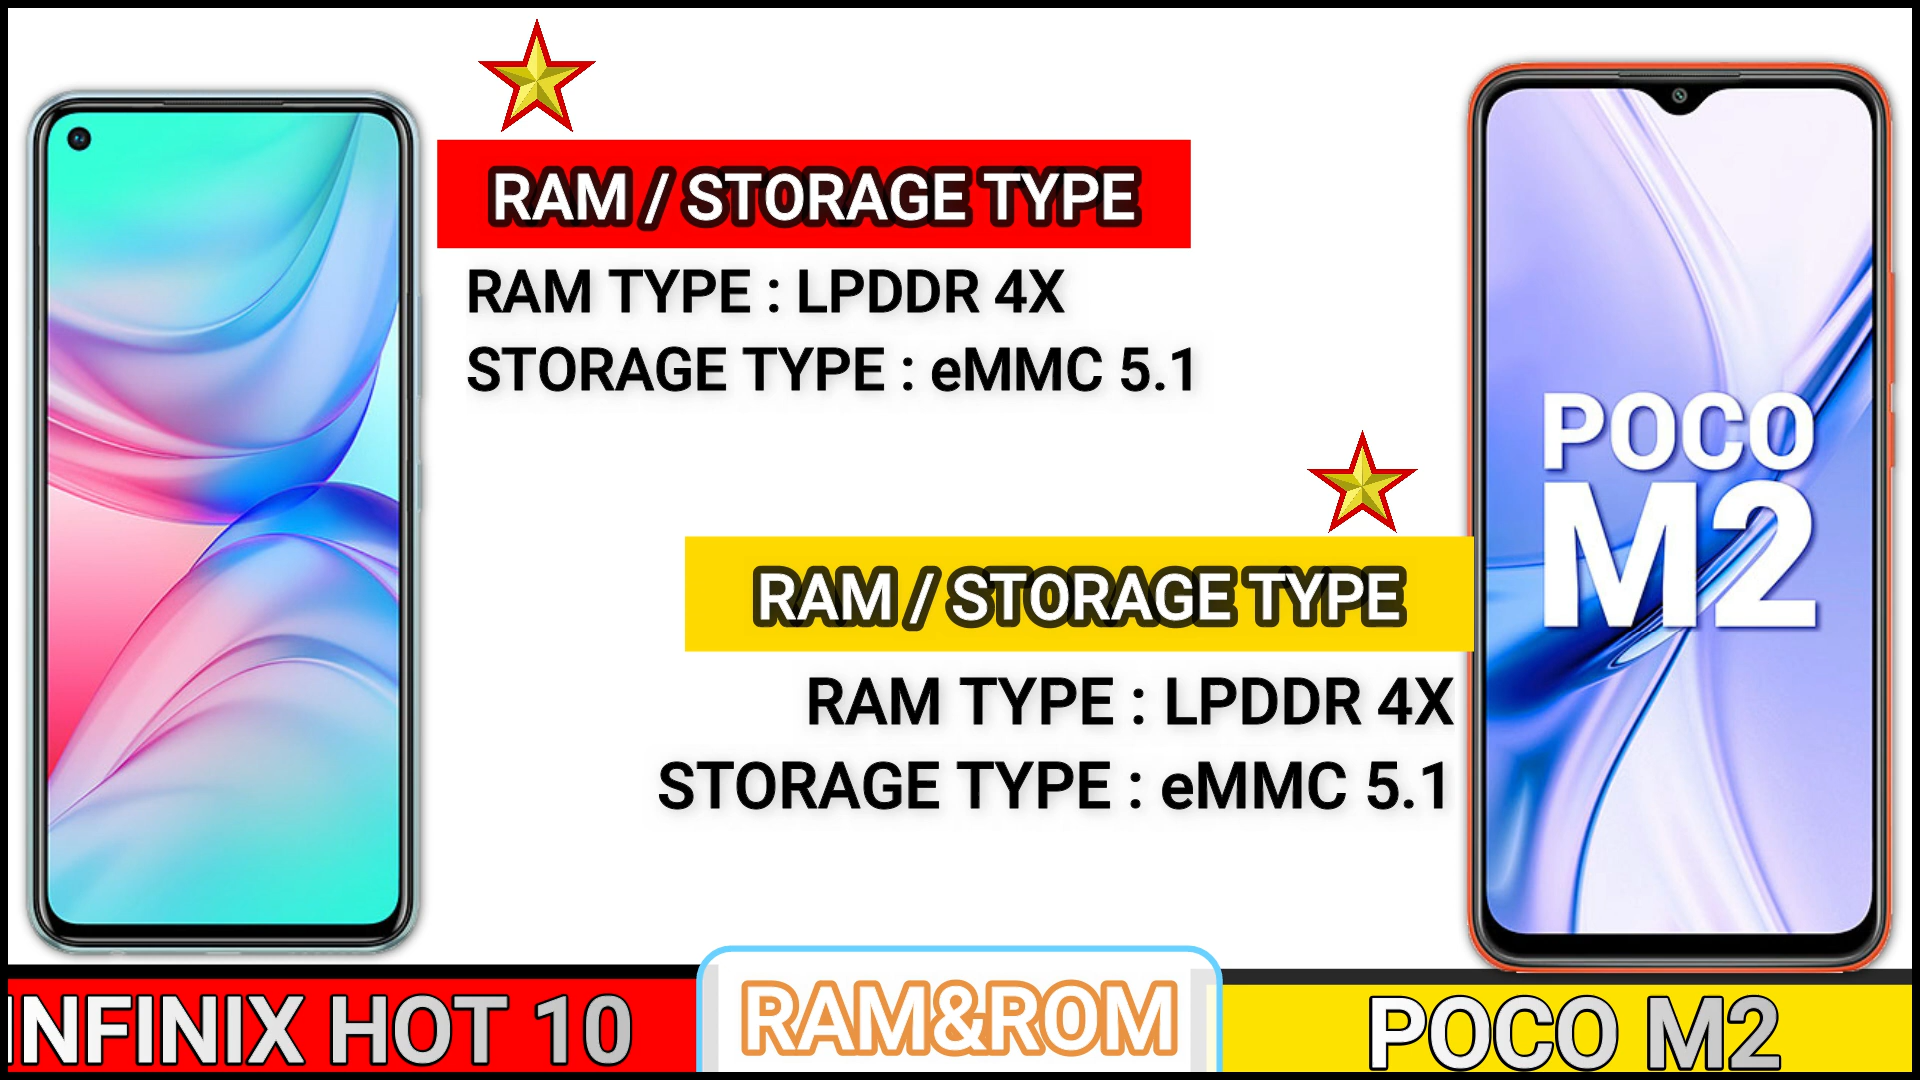 RAM / STORAGE TYPE
RAM TYPE : LPDDR 4X
STORAGE TYPE : eMMC 5.1
POCO
M2
RAM / STORAGE TYPE
RAM TYPE : LPDDR 4X
STORAGE TYPE : eMMC 5.1
INFINIX HOT 10
RAM&ROM
POCO M2